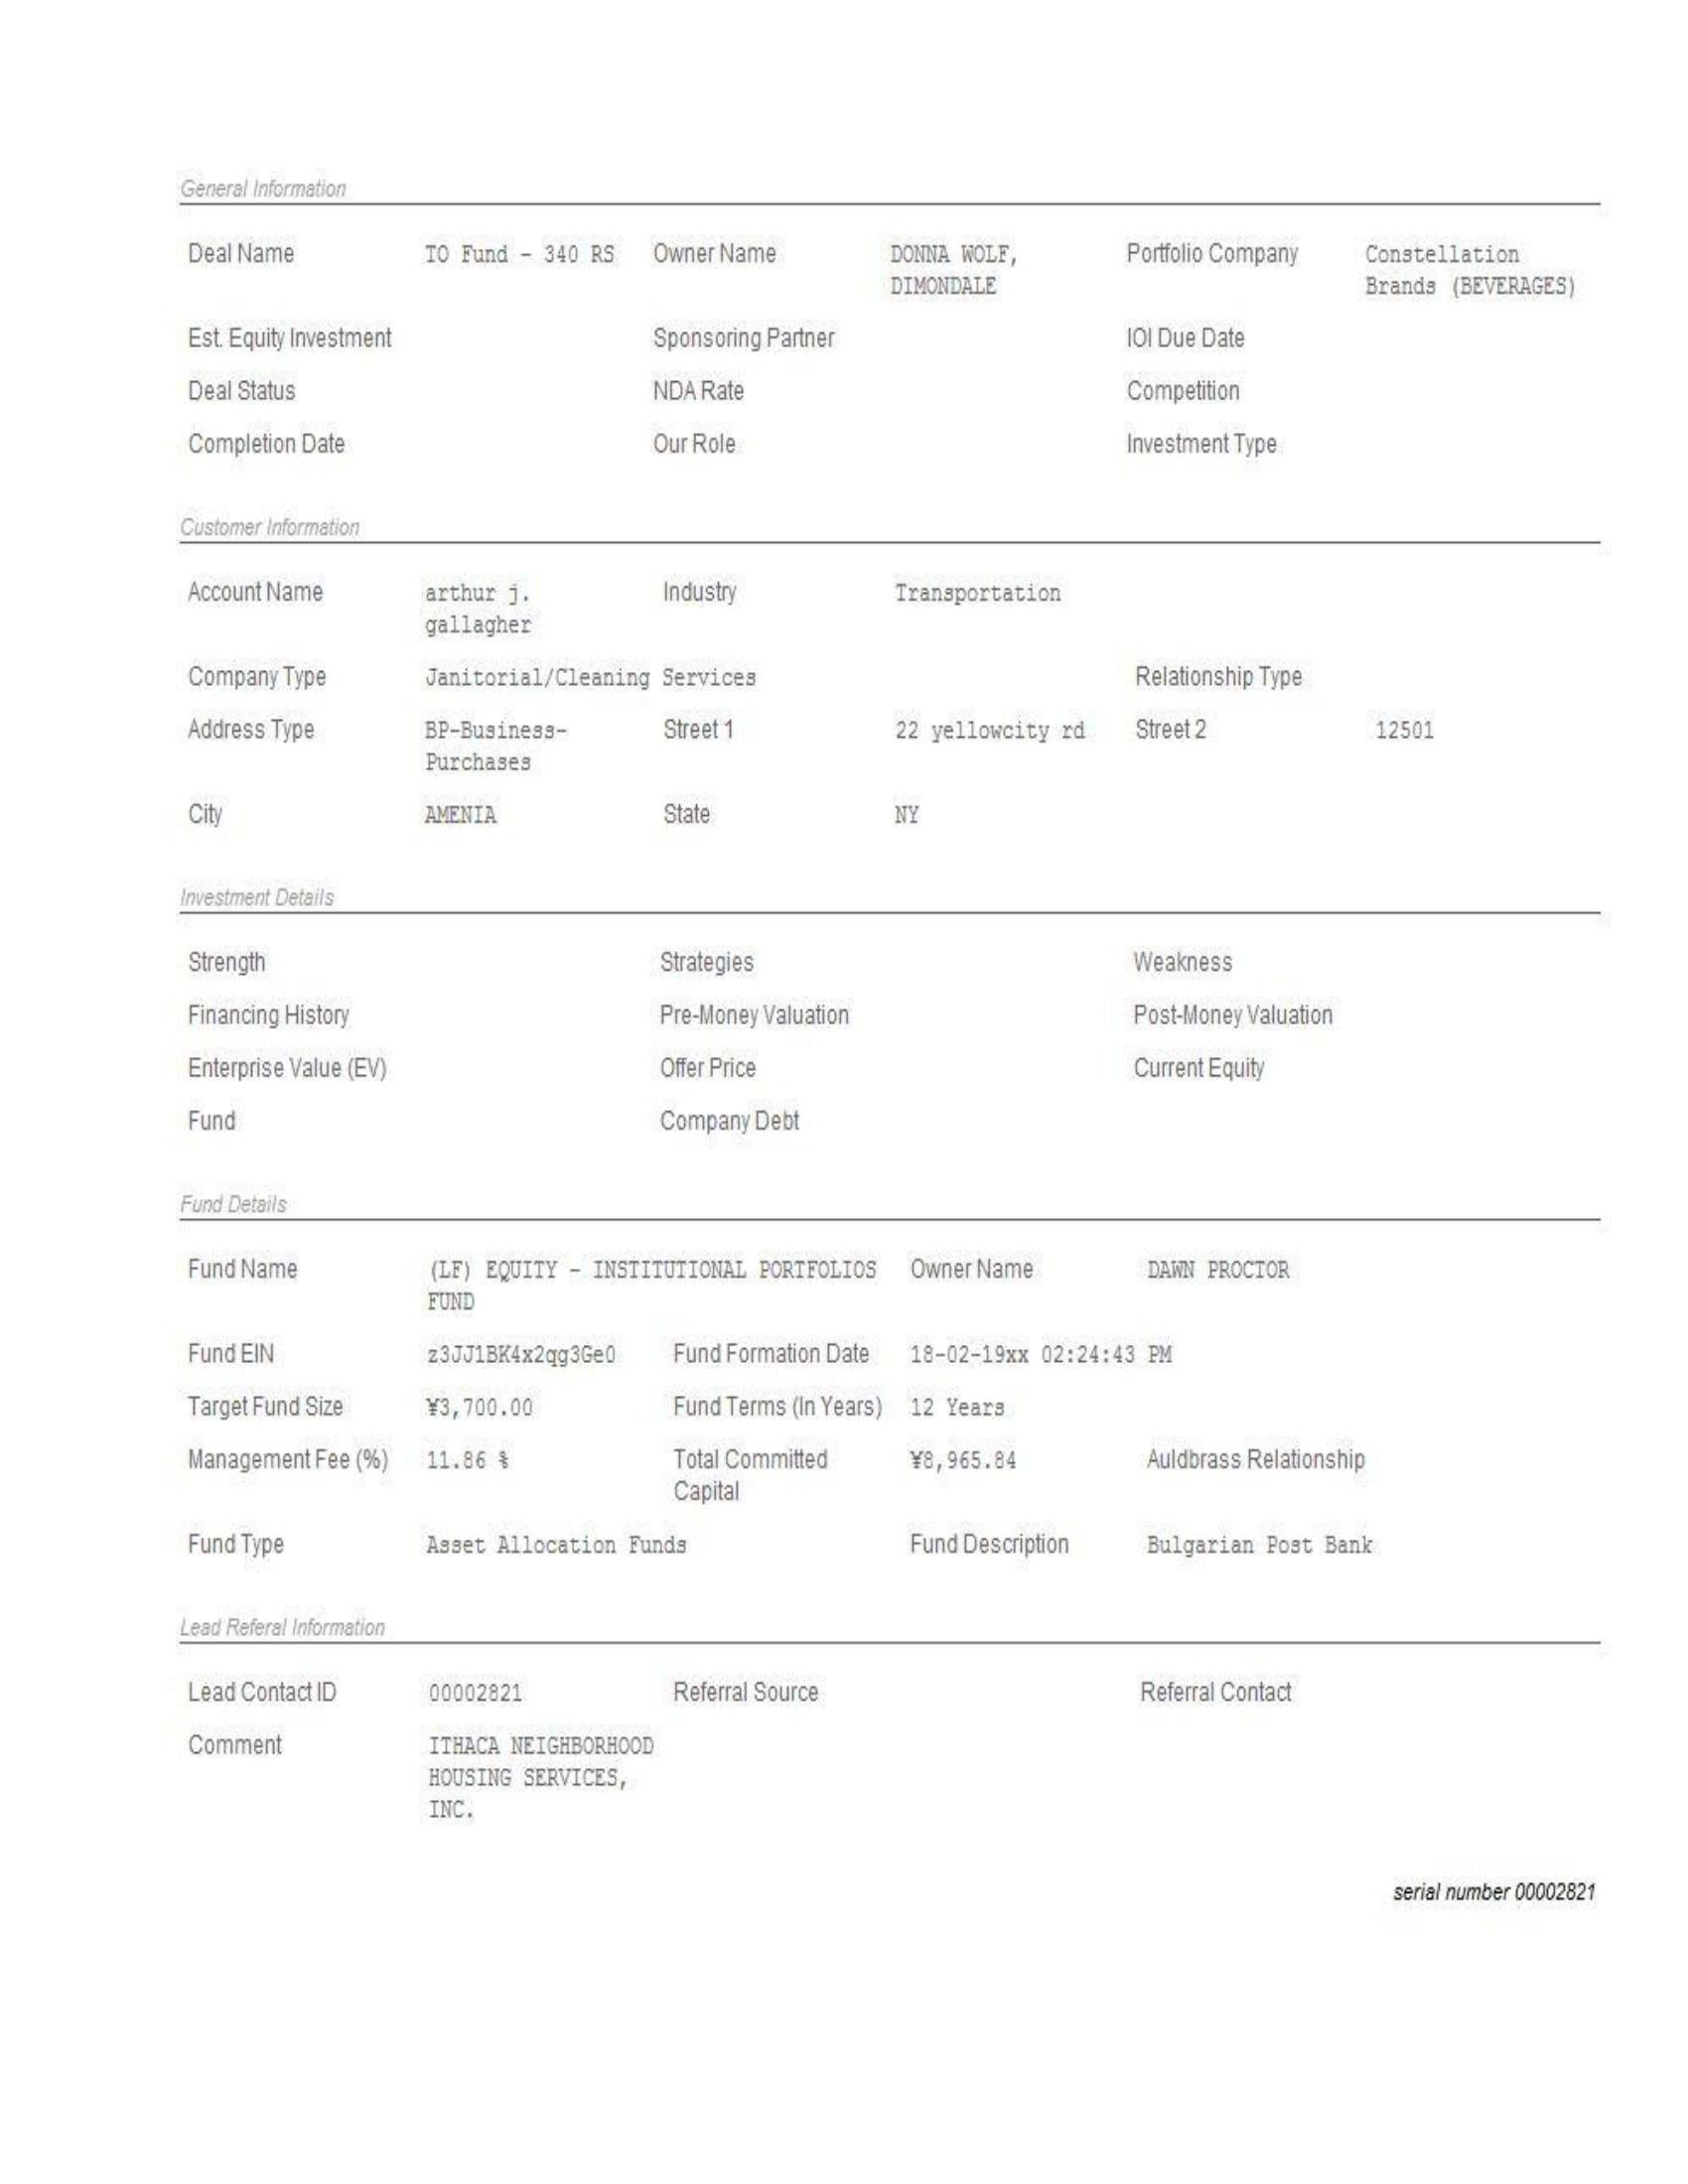 General Information
Deal Name TO Fund - 340 RS Owner Name DONNA WOLF, Portfolio Company Constellation
DIMONDALE Brands (BEVERAGES)
Est. Equity Investment Sponsoring Partner IOI Due Date
Deal Status NDA Rate Competition
Completion Date Our Role Investment Type
Customer Information
Account Name arthur j. Industry Transportation
gallagher
Company Type Janitorial/Cleaning Services Relationship Type
Address Type BP-Business- Street 1 22 yellowcity rd Street 2 12501
Purchases
City AMENIA State NY
Investment Details
Strength Strategies Weakness
Financing History Pre-Money Valuation Post-Money Valuation
Enterprise Value (EV) Offer Price Current Equity
Fund Company Debt
Fund Details
Fund Name (LF) EQUITY - INSTITUTIONAL PORTFOLIOS Owner Name DAWN PROCTOR
FUND
Fund EIN z3JJ1BK4x2qg3Ge0 Fund Formation Date 18-02-19xx 02:24:43 PM
Target Fund Size ¥3,700.00 Fund Terms (In Years) 12 Years
Management Fee (%) 11.86 % Total Committed ¥8,965.84 Auldbrass Relationship
Capital
Fund Type Asset Allocation Funds Fund Description Bulgarian Post Bank
Lead Referal Information
Lead Contact ID 00002821 Referral Source Referral Contact
Comment ITHACA NEIGHBORHOOD
HOUSING SERVICES,
INC.
serial number 00002821